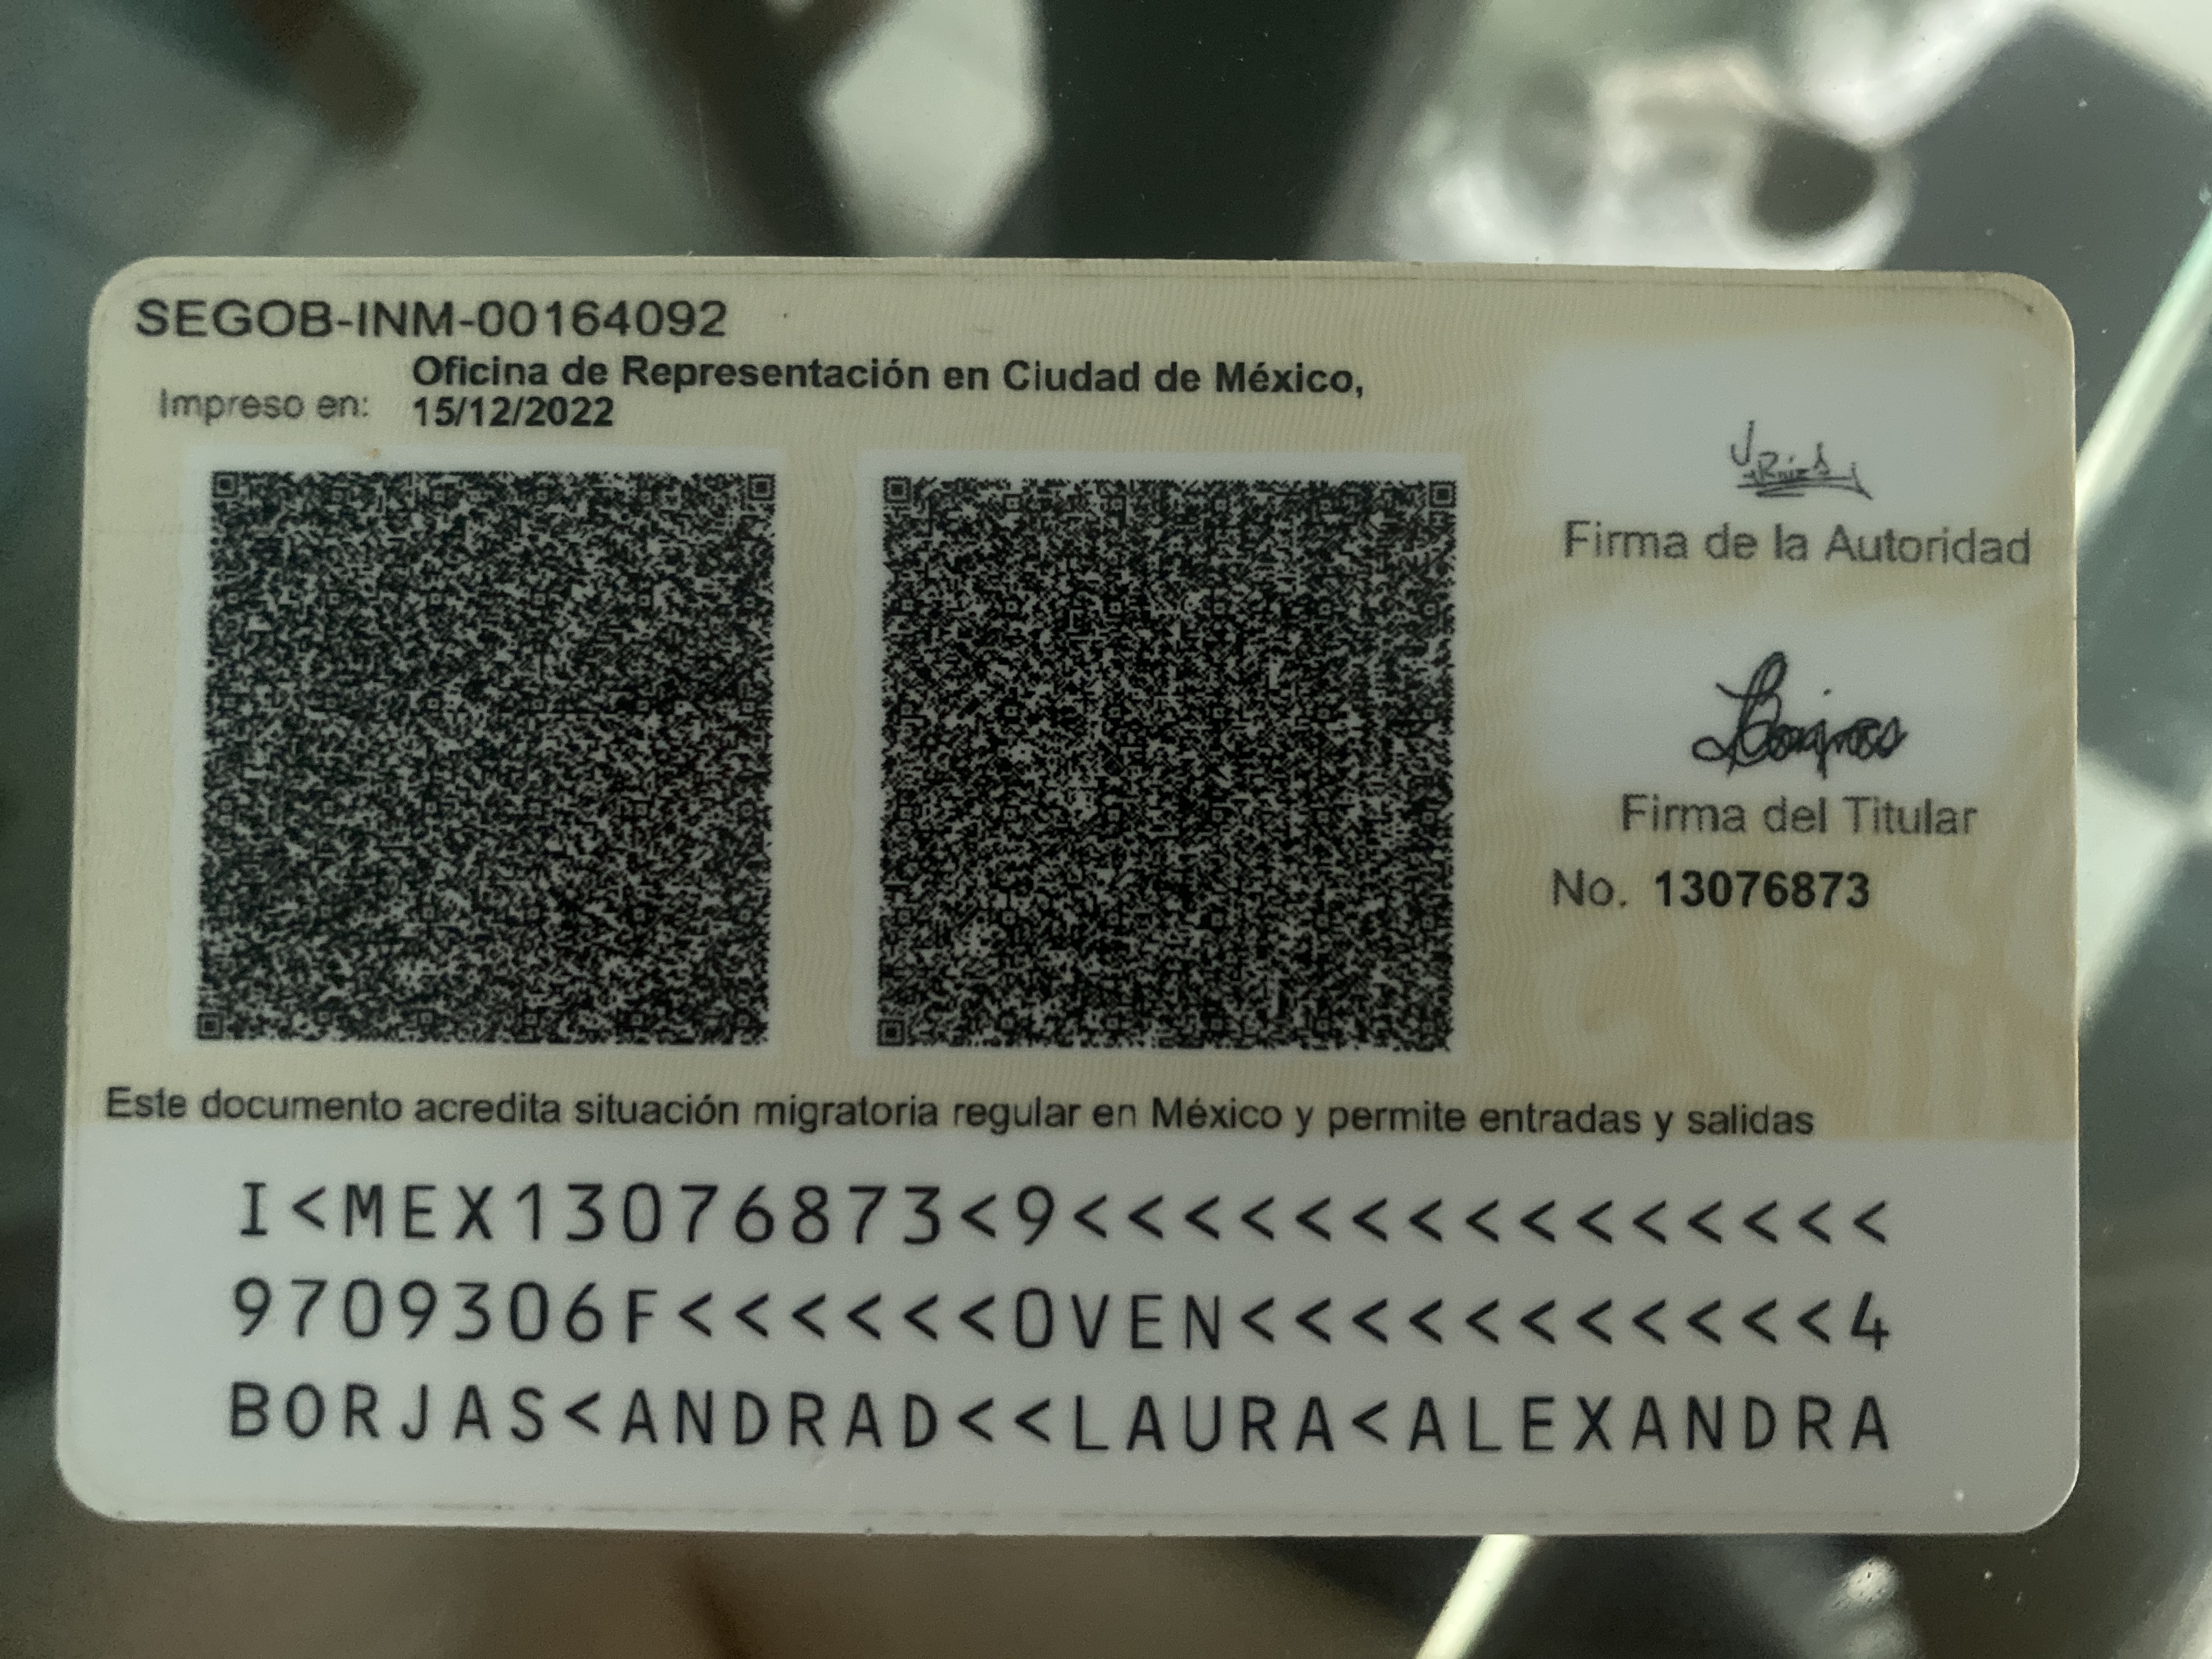 SEGOB-INM-00164092
Impreso en: Oficina de Representación en Ciudad de México,
15/12/2022
Firma de la Autoridad
Borjas
Firma del Titular
No. 13076873
Este documento acredita situación migratoria regular en México y permite entradas y salidas
I<MEX13076873<9<<<<<<<<<<<<<<<
9709306F<<<<<<0VEN<<<<<<<<<<<4
BORJAS<ANDRAD<<LAURA<ALEXANDRA